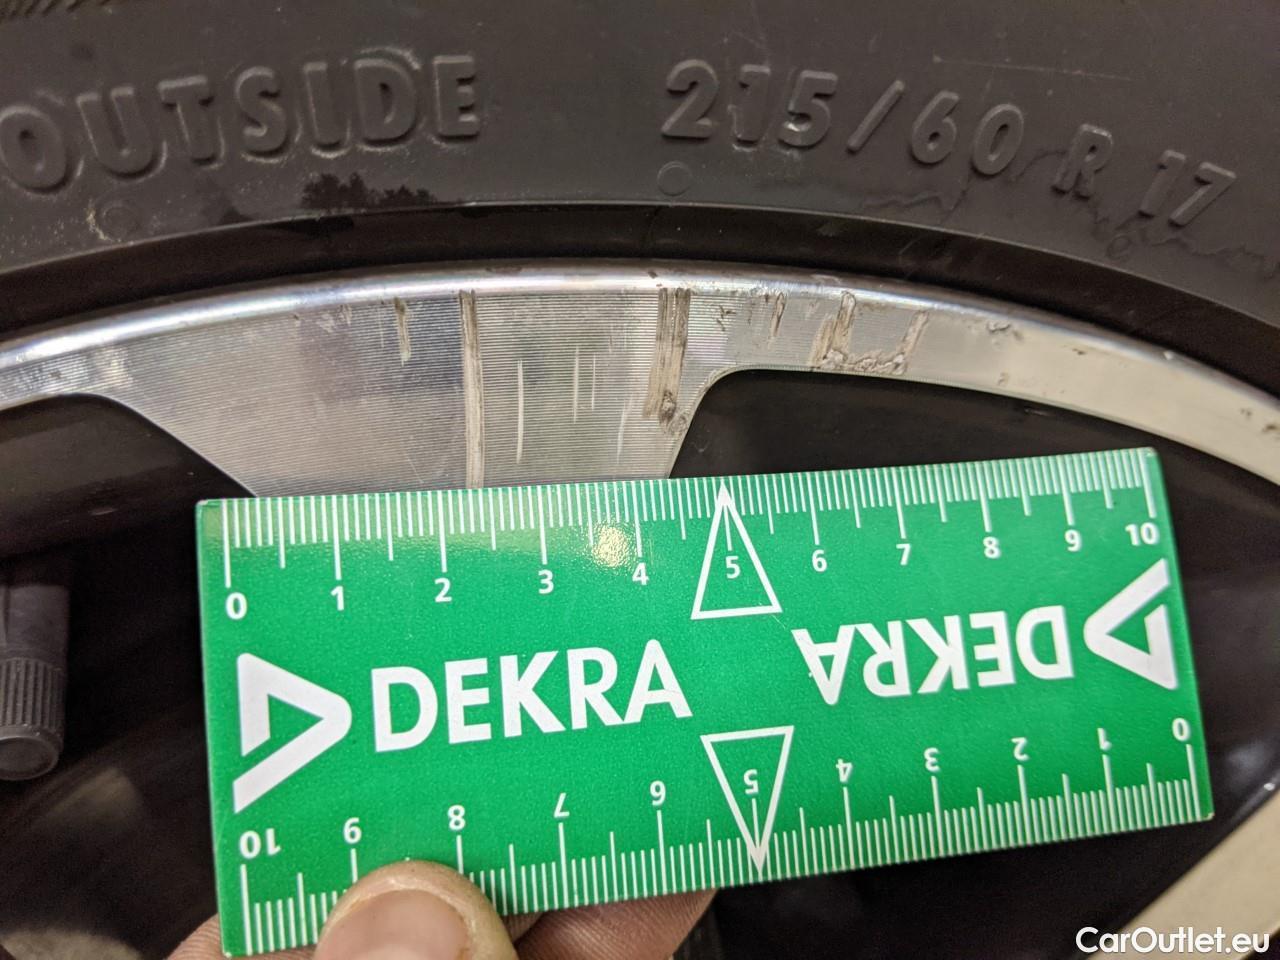 OUTSIDE 215/60 R 17
0 1 2 3 4 5 6 7 8 9 10
DEKRA DEKRA
10 9 8 7 6 5 4 3 2 1 0
CarOutlet.eu